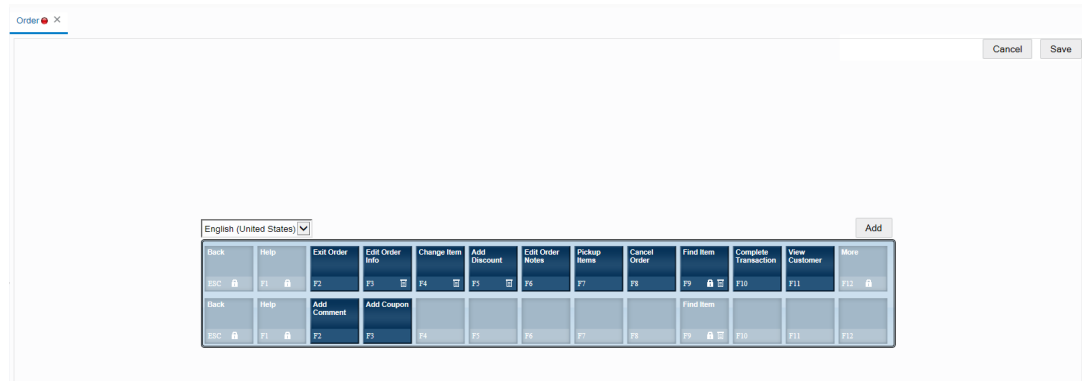 Order
Cancel Save
English (United States) Add
Back Help Exit Order Edit Order Info Change Item Add Discount Edit Order Notes Pickup Items Cancel Order Find Item Complete Transaction View Customer More
ESC F1 F2 F3 F4 F5 F6 F7 F8 F9 F10 F11 F12
Back Help Add Comment Add Coupon Find Item
ESC F1 F2 F3 F4 F5 F6 F7 F8 F9 F10 F11 F12